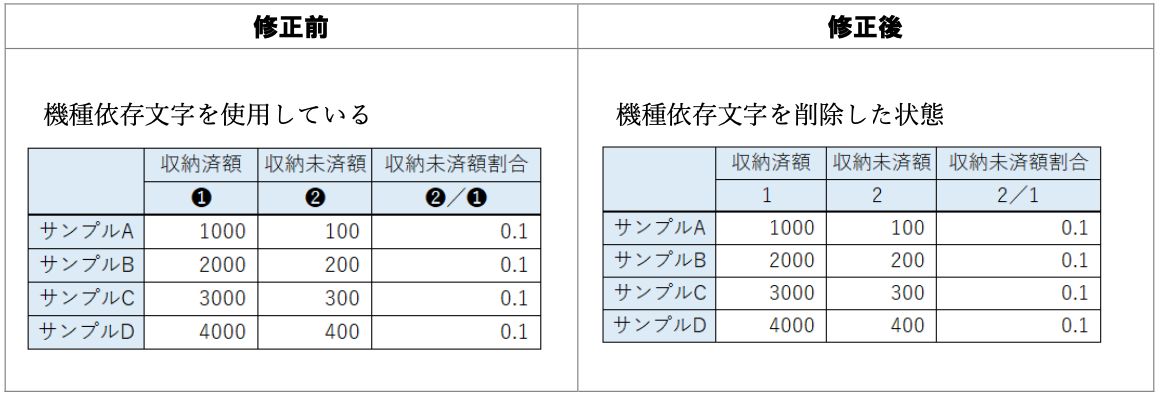 修正前
機種依存文字を使用している
収納済額 収納未済額 収納未済額割合
❶ ❷ ❷／❶
サンプルA 1000 100 0.1
サンプルB 2000 200 0.1
サンプルC 3000 300 0.1
サンプルD 4000 400 0.1
修正後
機種依存文字を削除した状態
収納済額 収納未済額 収納未済額割合
1 2 2／1
サンプルA 1000 100 0.1
サンプルB 2000 200 0.1
サンプルC 3000 300 0.1
サンプルD 4000 400 0.1